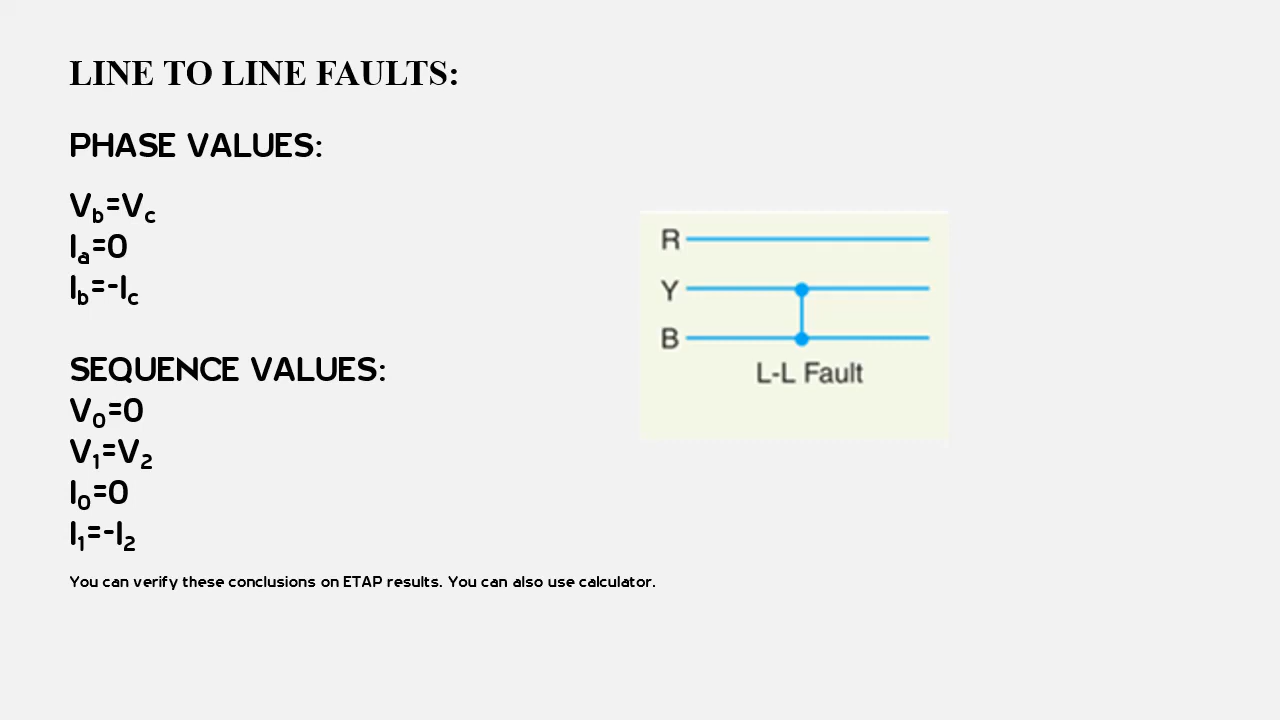 LINE TO LINE FAULTS:
PHASE VALUES:
Vb=Vc
Ia=0
Ib=-Ic
SEQUENCE VALUES:
V0=0
V1=V2
I0=0
I1=-I2
You can verify these conclusions on ETAP results. You can also use calculator.
R
Y
B
L-L Fault